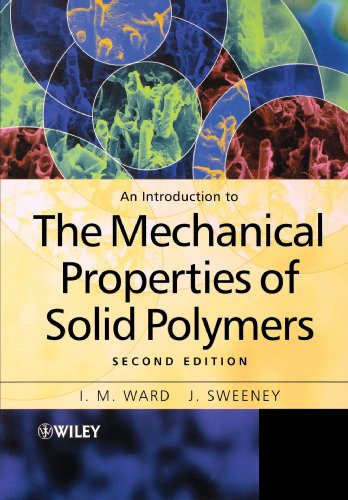 An Introduction to
The Mechanical
Properties of
Solid Polymers
SECOND EDITION
I. M. WARD J. SWEENEY
WILEY